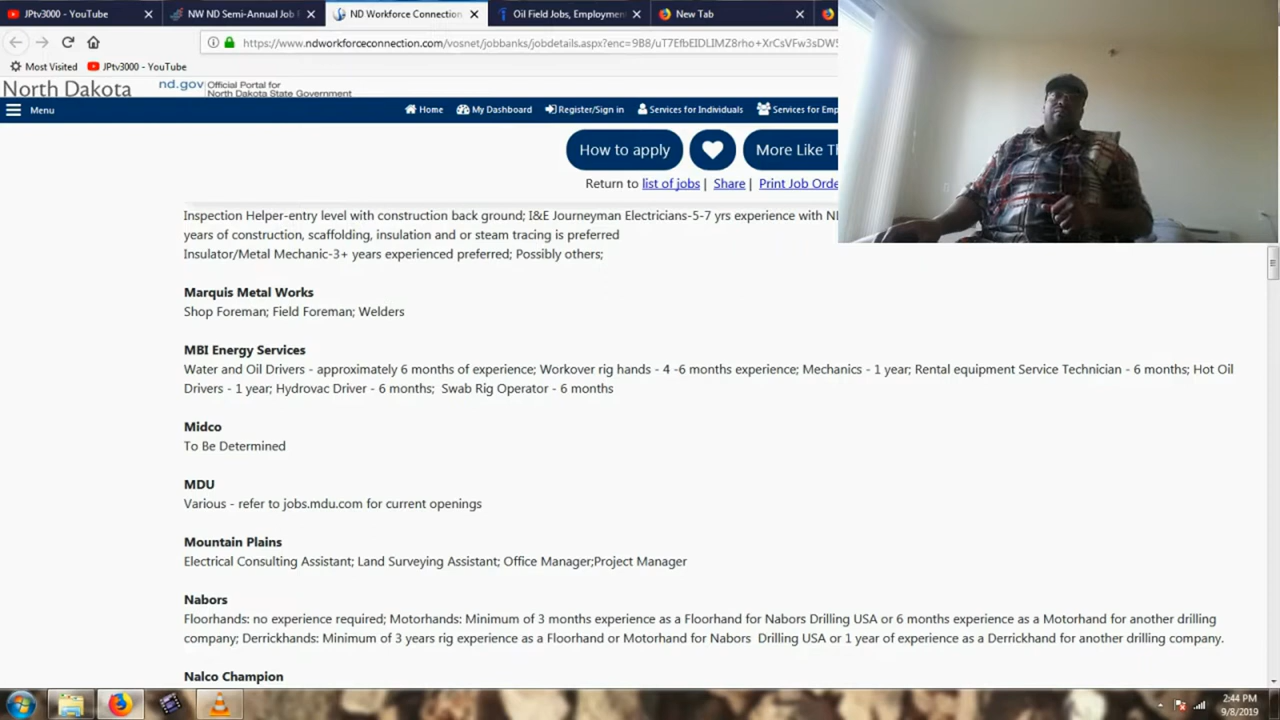 JPtv3000 - YouTube
NW ND Semi-Annual Job F
ND Workforce Connection
Oil Field Jobs, Employmen
New Tab
https://www.ndworkforceconnection.com/vosnet/jobbanks/jobdetails.aspx?enc=9B8/uT7EfbEIDLIMZ8rho+XrCsVFw3sDW5
Most Visited JPtv3000 - YouTube
North Dakota nd.gov Official Portal for
North Dakota State Government
Menu Home My Dashboard Register/Sign in Services for Individuals Services for Emp
How to apply More Like Th
Return to list of jobs | Share | Print Job Orde
Inspection Helper-entry level with construction back ground; I&E Journeyman Electricians-5-7 yrs experience with NI
years of construction, scaffolding, insulation and or steam tracing is preferred
Insulator/Metal Mechanic-3+ years experienced preferred; Possibly others;
Marquis Metal Works
Shop Foreman; Field Foreman; Welders
MBI Energy Services
Water and Oil Drivers - approximately 6 months of experience; Workover rig hands - 4 -6 months experience; Mechanics - 1 year; Rental equipment Service Technician - 6 months; Hot Oil
Drivers - 1 year; Hydrovac Driver - 6 months; Swab Rig Operator - 6 months
Midco
To Be Determined
MDU
Various - refer to jobs.mdu.com for current openings
Mountain Plains
Electrical Consulting Assistant; Land Surveying Assistant; Office Manager;Project Manager
Nabors
Floorhands: no experience required; Motorhands: Minimum of 3 months experience as a Floorhand for Nabors Drilling USA or 6 months experience as a Motorhand for another drilling
company; Derrickhands: Minimum of 3 years rig experience as a Floorhand or Motorhand for Nabors Drilling USA or 1 year of experience as a Derrickhand for another drilling company.
Nalco Champion
2:44 PM
9/8/2019